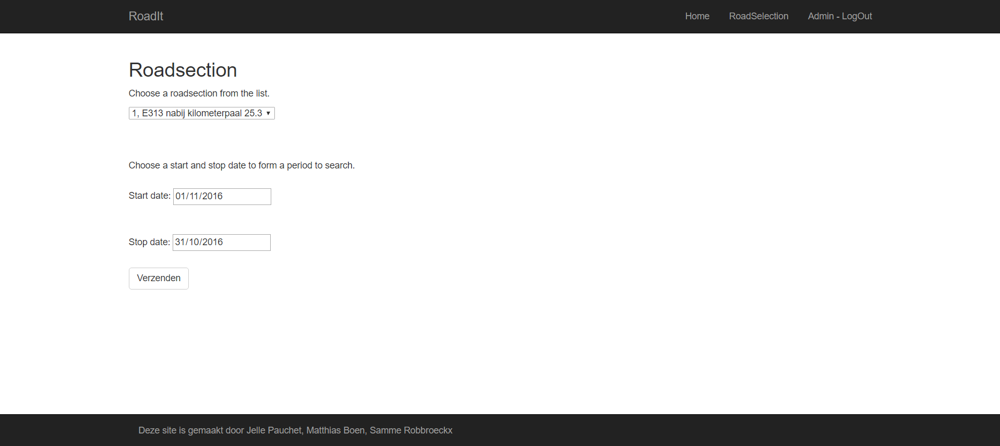 RoadIt Home RoadSelection Admin - LogOut
Roadsection
Choose a roadsection from the list.
1, E313 nabij kilometerpaal 25.3
Choose a start and stop date to form a period to search.
Start date: 01/11/2016
Stop date: 31/10/2016
Verzenden
Deze site is gemaakt door Jelle Pauchet, Matthias Boen, Samme Robbroeckx